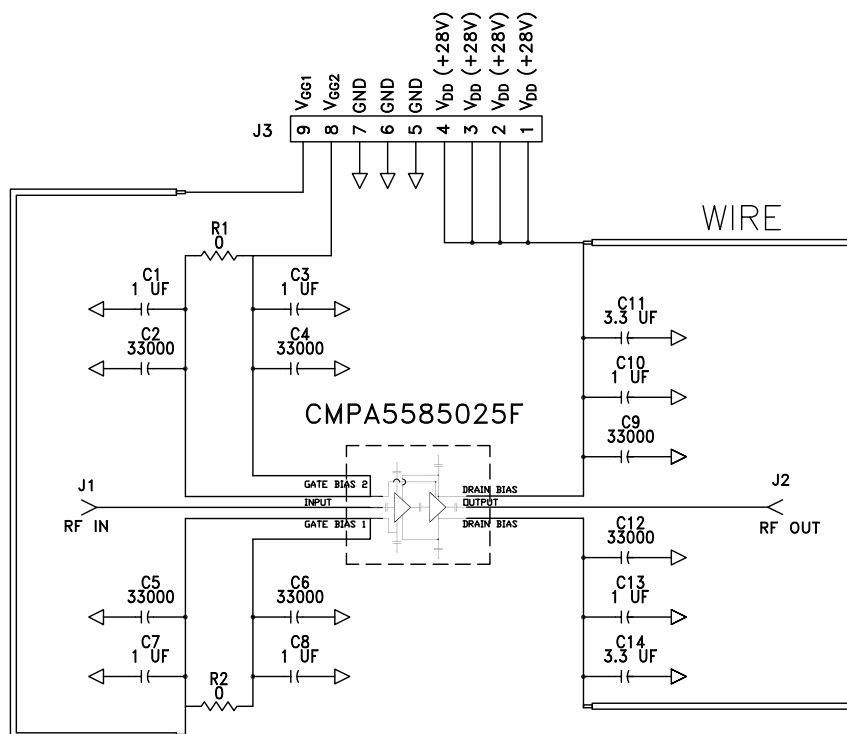 VDD (+28V)
VDD (+28V)
VDD (+28V)
VDD (+28V)
VGG1
VGG2
GND
GND
GND
J3
9 8 7 6 5 4 3 2 1
WIRE
R1
0
C1
1 UF
C3
1 UF
C2
33000
C4
33000
C11
3.3 UF
C10
1 UF
C9
33000
CMPA5585025F
J1
RF IN
GATE BIAS 2
INPUT
GATE BIAS 1
DRAIN BIAS
OUTPUT
DRAIN BIAS
J2
RF OUT
C12
33000
C5
33000
C6
33000
C13
1 UF
C7
1 UF
C8
1 UF
C14
3.3 UF
R2
0